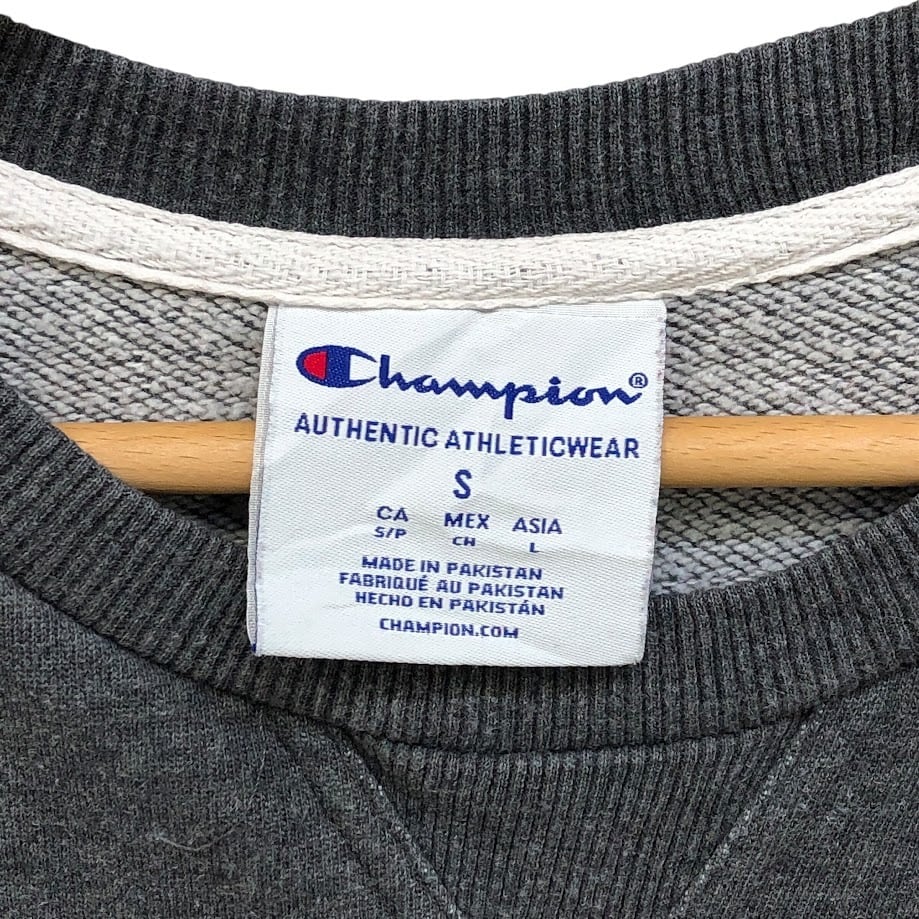 Champion®
AUTHENTIC ATHLETICWEAR
S
CA MEX ASIA
S/P CH L
MADE IN PAKISTAN
FABRIQUÉ AU PAKISTAN
HECHO EN PAKISTÁN
CHAMPION.COM